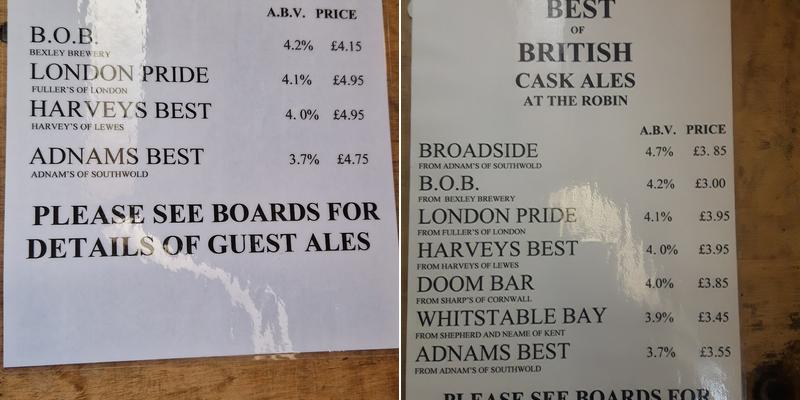 A.B.V. PRICE
B.O.B. 4.2% £4.15
BEXLEY BREWERY
LONDON PRIDE 4.1% £4.95
FULLER'S OF LONDON
HARVEYS BEST 4. 0% £4.95
HARVEY'S OF LEWES
ADNAMS BEST 3.7% £4.75
ADNAM'S OF SOUTHWOLD
PLEASE SEE BOARDS FOR
DETAILS OF GUEST ALES
BEST
OF
BRITISH
CASK ALES
AT THE ROBIN
A.B.V. PRICE
BROADSIDE 4.7% £3. 85
FROM ADNAM'S OF SOUTHWOLD
B.O.B. 4.2% £3.00
FROM BEXLEY BREWERY
LONDON PRIDE 4.1% £3.95
FROM FULLER'S OF LONDON
HARVEYS BEST 4. 0% £3.95
FROM HARVEYS OF LEWES
DOOM BAR 4.0% £3.85
FROM SHARP'S OF CORNWALL
WHITSTABLE BAY 3.9% £3.45
FROM SHEPHERD AND NEAME OF KENT
ADNAMS BEST 3.7% £3.55
FROM ADNAM'S OF SOUTHWOLD
PLEASE SEE BOARDS FOR